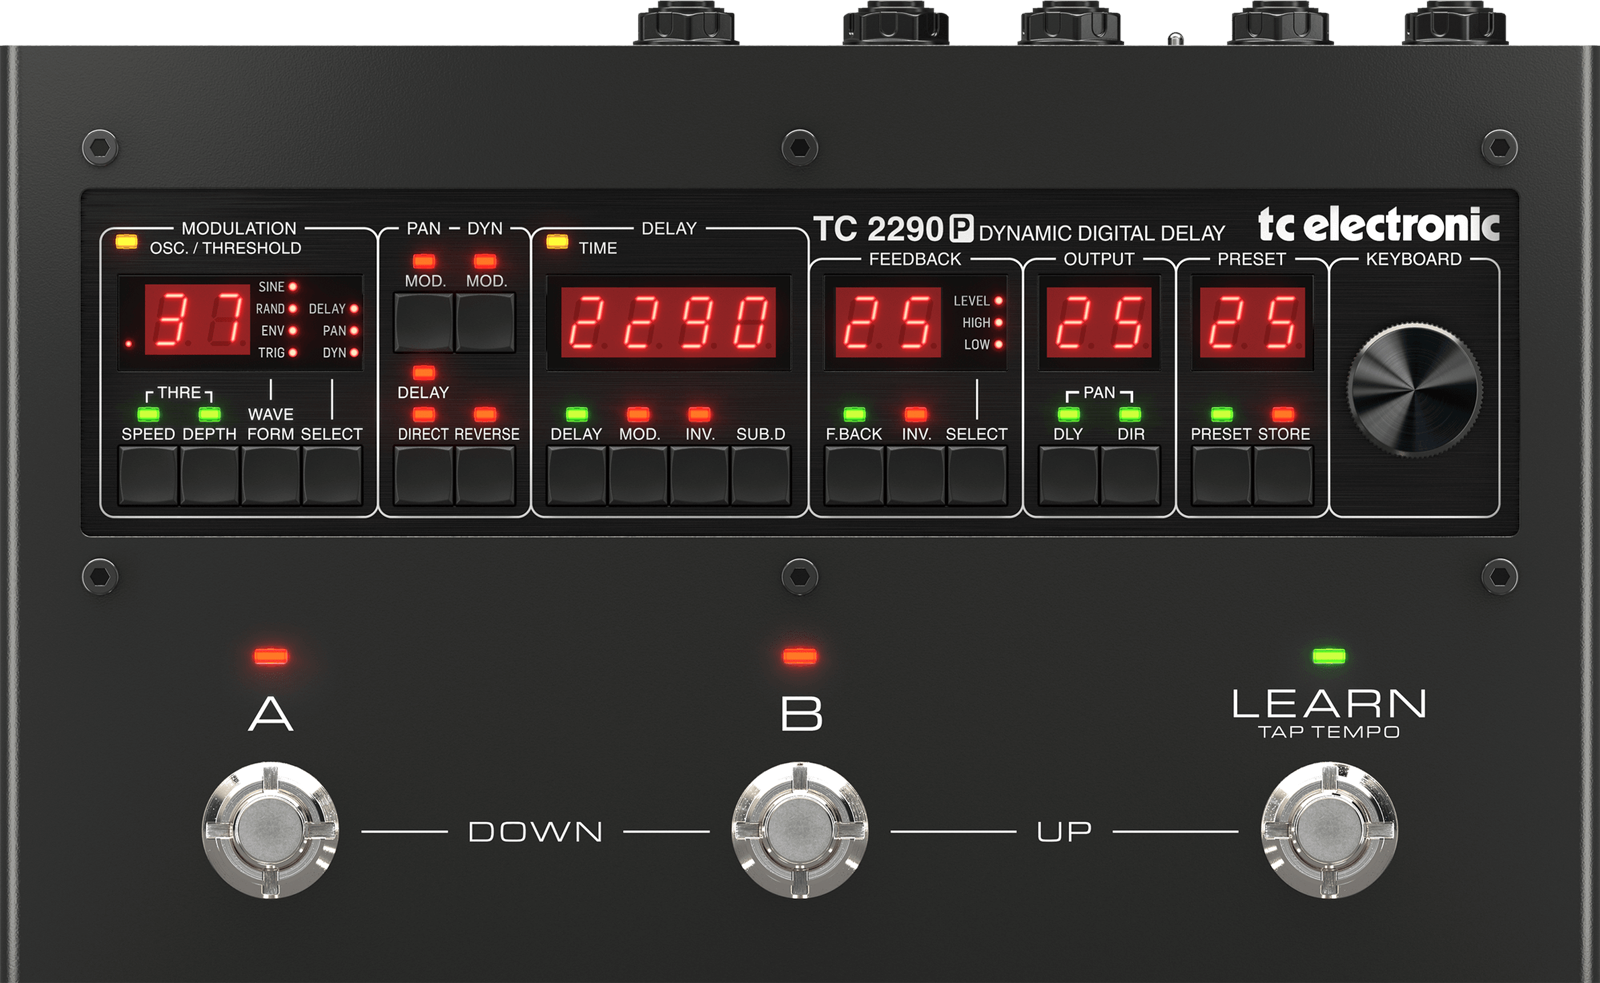 MODULATION
OSC. / THRESHOLD
.37
SINE
RAND
ENV
TRIG
DELAY
PAN
DYN
THRE
SPEED DEPTH WAVE FORM SELECT
PAN – DYN
MOD. MOD.
DELAY
DIRECT REVERSE
DELAY
TIME
2290
DELAY MOD. INV. SUB.D
TC 2290 P DYNAMIC DIGITAL DELAY
tc electronic
FEEDBACK
25
LEVEL
HIGH
LOW
F.BACK INV. SELECT
OUTPUT
25
PAN
DLY DIR
PRESET
25
PRESET STORE
KEYBOARD
A
B
LEARN
TAP TEMPO
DOWN
UP